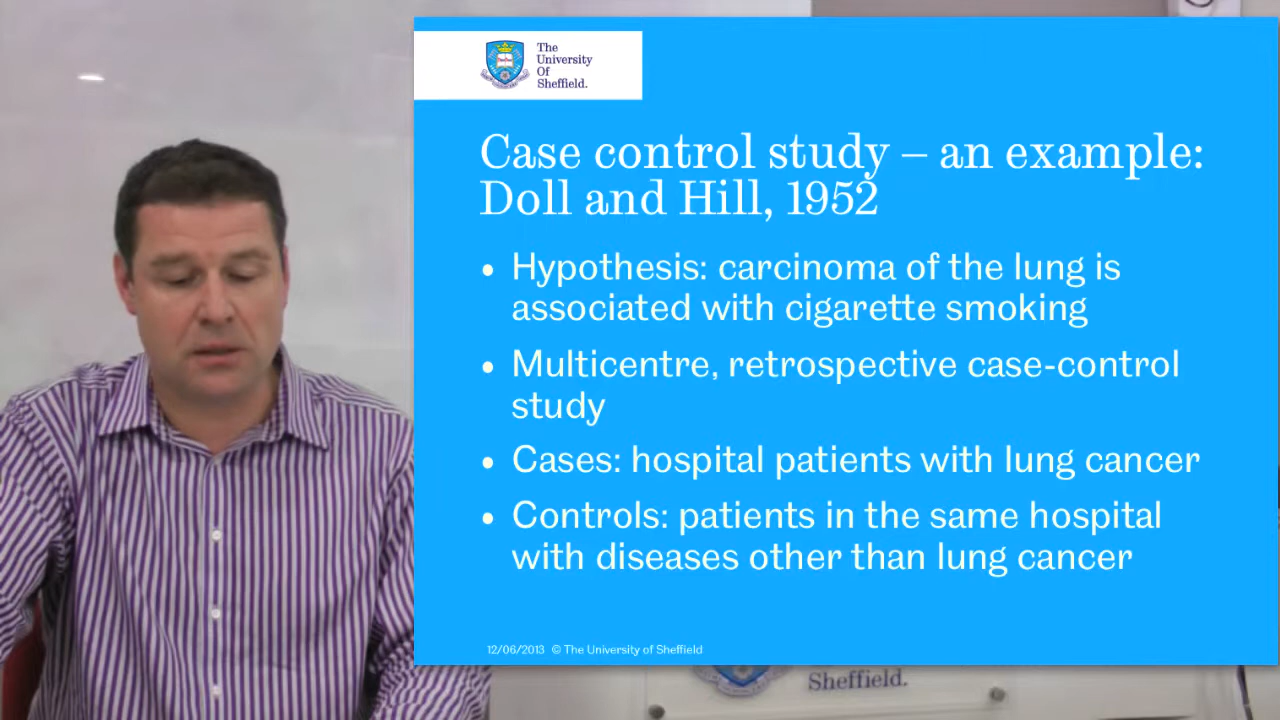 The
University
Of
Sheffield.
Case control study – an example:
Doll and Hill, 1952
• Hypothesis: carcinoma of the lung is
associated with cigarette smoking
• Multicentre, retrospective case-control
study
• Cases: hospital patients with lung cancer
• Controls: patients in the same hospital
with diseases other than lung cancer
12/06/2013 © The University of Sheffield
Sheffield.